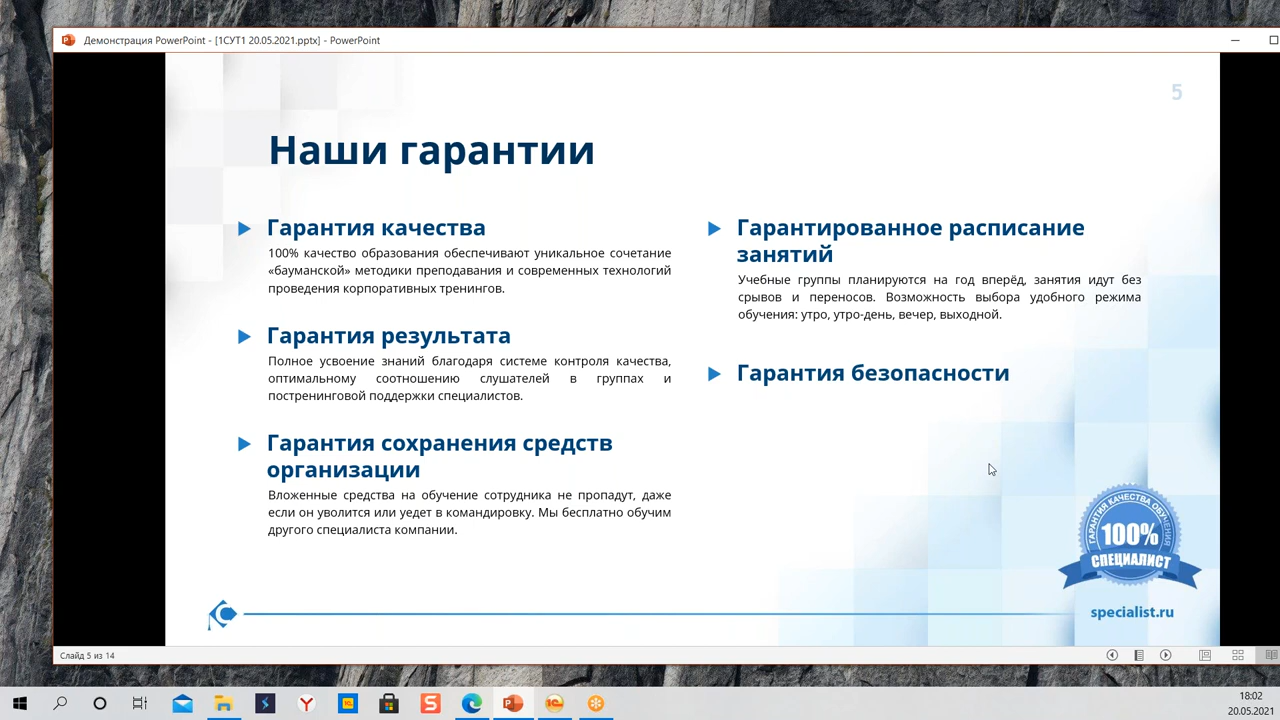 Демонстрация PowerPoint - [1СУТ1 20.05.2021.pptx] - PowerPoint
5
Наши гарантии
Гарантия качества
100% качество образования обеспечивают уникальное сочетание
«бауманской» методики преподавания и современных технологий
проведения корпоративных тренингов.
Гарантия результата
Полное усвоение знаний благодаря системе контроля качества,
оптимальному соотношению слушателей в группах и
постренинговой поддержки специалистов.
Гарантия сохранения средств
организации
Вложенные средства на обучение сотрудника не пропадут, даже
если он уволится или уедет в командировку. Мы бесплатно обучим
другого специалиста компании.
Гарантированное расписание
занятий
Учебные группы планируются на год вперёд, занятия идут без
срывов и переносов. Возможность выбора удобного режима
обучения: утро, утро-день, вечер, выходной.
Гарантия безопасности
ГАРАНТИЯ КАЧЕСТВА ОБУЧЕНИЯ
100%
СПЕЦИАЛИСТ
specialist.ru
Слайд 5 из 14
18:02
20.05.2021